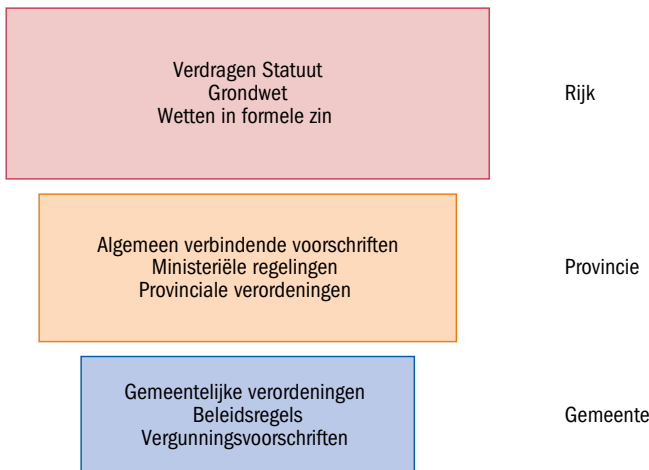 Verdragen Statuut
Grondwet
Wetten in formele zin
Rijk
Algemeen verbindende voorschriften
Ministeriële regelingen
Provinciale verordeningen
Provincie
Gemeentelijke verordeningen
Beleidsregels
Vergunningsvoorschriften
Gemeente